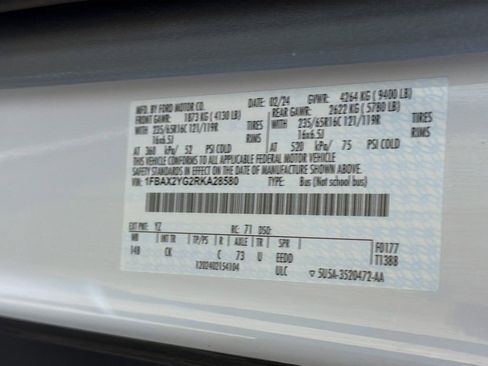 MFD. BY FORD MOTOR CO. DATE: 02/24 GVWR: 4264 KG ( 9400 LB)
FRONT GAWR: 1873 KG ( 4130 LB) REAR GAWR: 2622 KG ( 5780 LB)
WITH 235/65R16C 121/119R TIRES WITH 235/65R16C 121/119R TIRES
16x6.5J RIMS 16x6.5J RIMS
AT 360 kPa/ 52 PSI COLD AT 520 kPa/ 75 PSI COLD
THIS VEHICLE CONFORMS TO ALL APPLICABLE FEDERAL MOTOR VEHICLE
SAFETY STANDARDS IN EFFECT ON THE DATE OF MANUFACTURE SHOWN ABOVE.
VIN: 1FBAX2YG2RKA28580 TYPE: Bus (Not school bus)
EXT PNT: YZ RC: 71 DSO:
WB INT TR TP/PS R AXLE TR SPR F0177
148 CK C 73 U EEDD T1388
1202402154104 ULC 5U5A-3520472-AA